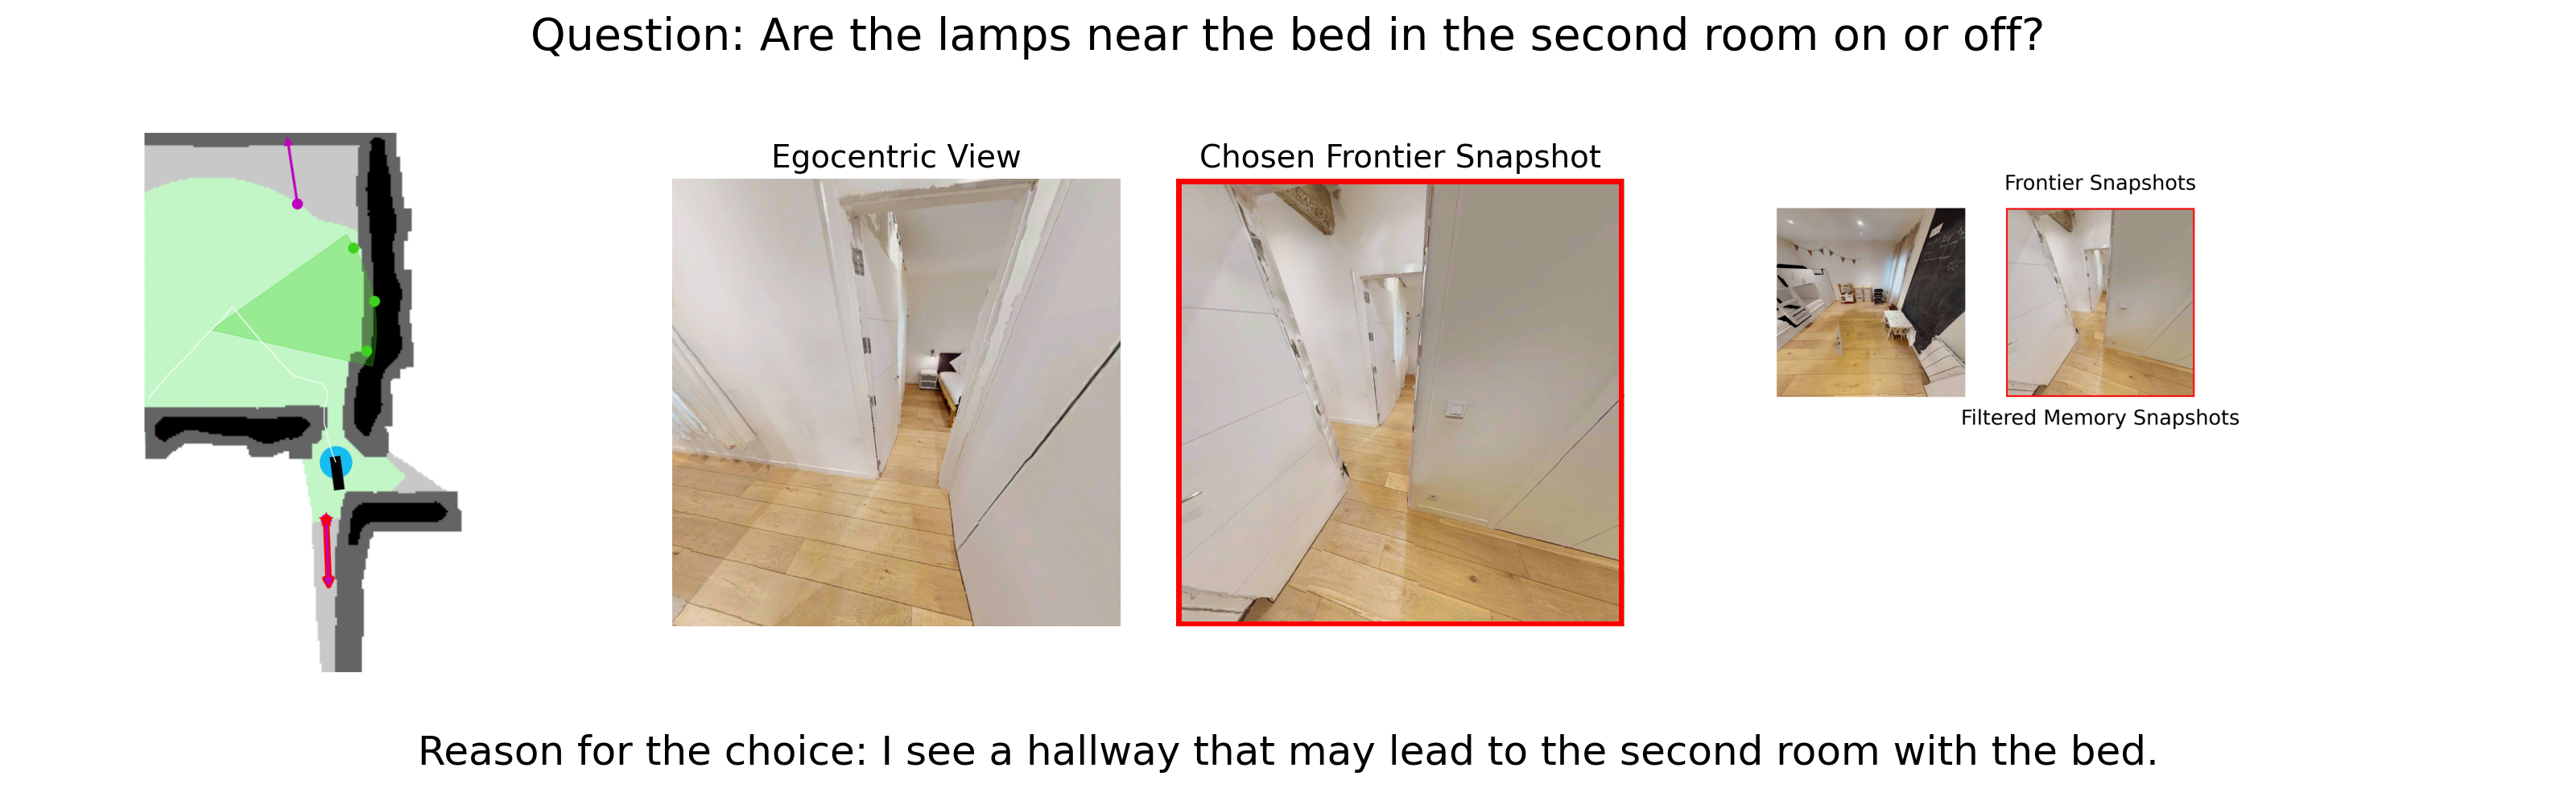 Question: Are the lamps near the bed in the second room on or off?
Egocentric View
Chosen Frontier Snapshot
Frontier Snapshots
Filtered Memory Snapshots
Reason for the choice: I see a hallway that may lead to the second room with the bed.